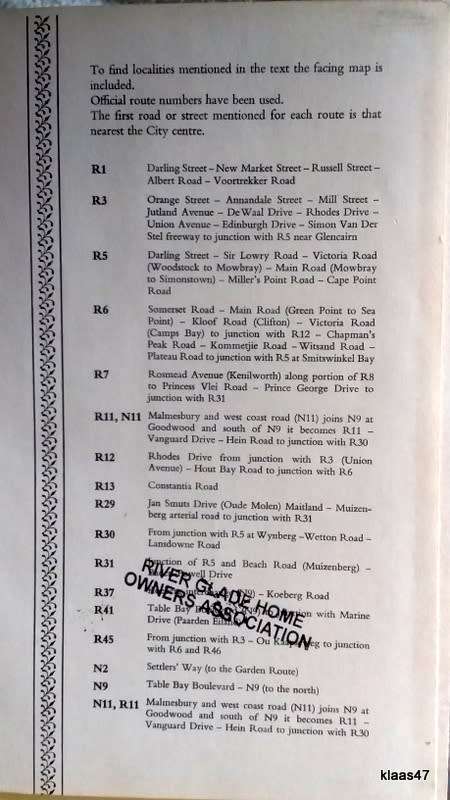 To find localities mentioned in the text the facing map is
included.
Official route numbers have been used.
The first road or street mentioned for each route is that
nearest the City centre.
R1 Darling Street – New Market Street – Russell Street –
Albert Road – Voortrekker Road
R3 Orange Street – Annandale Street – Mill Street –
Jutland Avenue – DeWaal Drive – Rhodes Drive –
Union Avenue – Edinburgh Drive – Simon Van Der
Stel freeway to junction with R5 near Glencairn
R5 Darling Street – Sir Lowry Road – Victoria Road
(Woodstock to Mowbray) – Main Road (Mowbray
to Simonstown) – Miller's Point Road – Cape Point
Road
R6 Somerset Road – Main Road (Green Point to Sea
Point) – Kloof Road (Clifton) – Victoria Road
(Camps Bay) to junction with R12 – Chapman's
Peak Road – Kommetjie Road – Witsand Road –
Plateau Road to junction with R5 at Smitswinkel Bay
R7 Rosmead Avenue (Kenilworth) along portion of R8
to Princess Vlei Road – Prince George Drive to
junction with R31
R11, N11 Malmesbury and west coast road (N11) joins N9 at
Goodwood and south of N9 it becomes R11 –
Vanguard Drive – Hein Road to junction with R30
R12 Rhodes Drive from junction with R3 (Union
Avenue) – Hout Bay Road to junction with R6
R13 Constantia Road
R29 Jan Smuts Drive (Oude Molen) Maitland – Muizen-
berg arterial road to junction with R31
R30 From junction with R5 at Wynberg – Wetton Road –
Lansdowne Road
R31 Junction of R5 and Beach Road (Muizenberg) –
Drive
R37 – Koeberg Road
R41 Table Bay junction with Marine
Drive (Paarden
R45 From junction with R3 – Ou to junction
with R6 and R46
N2 Settlers' Way (to the Garden Route)
N9 Table Bay Boulevard – N9 (to the north)
N11, R11 Malmesbury and west coast road (N11) joins N9 at
Goodwood and south of N9 it becomes R11 –
Vanguard Drive – Hein Road to junction with R30
RIVER GLADE HOME
OWNERS ASSOCIATION
klaas47